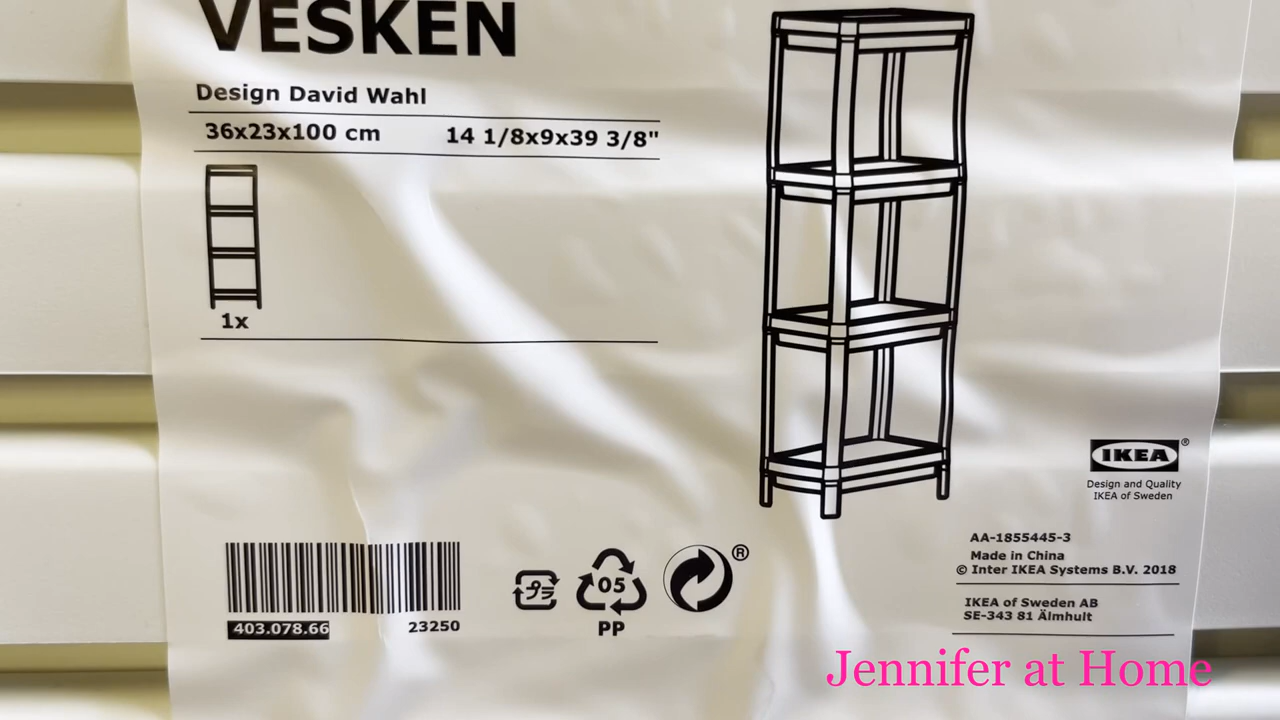 VESKEN
Design David Wahl
36x23x100 cm 14 1/8x9x39 3/8"
1x
IKEA®
Design and Quality
IKEA of Sweden
AA-1855445-3
Made in China
© Inter IKEA Systems B.V. 2018
IKEA of Sweden AB
SE-343 81 Älmhult
403.078.66 23250
プラ
05
PP
®
Jennifer at Home